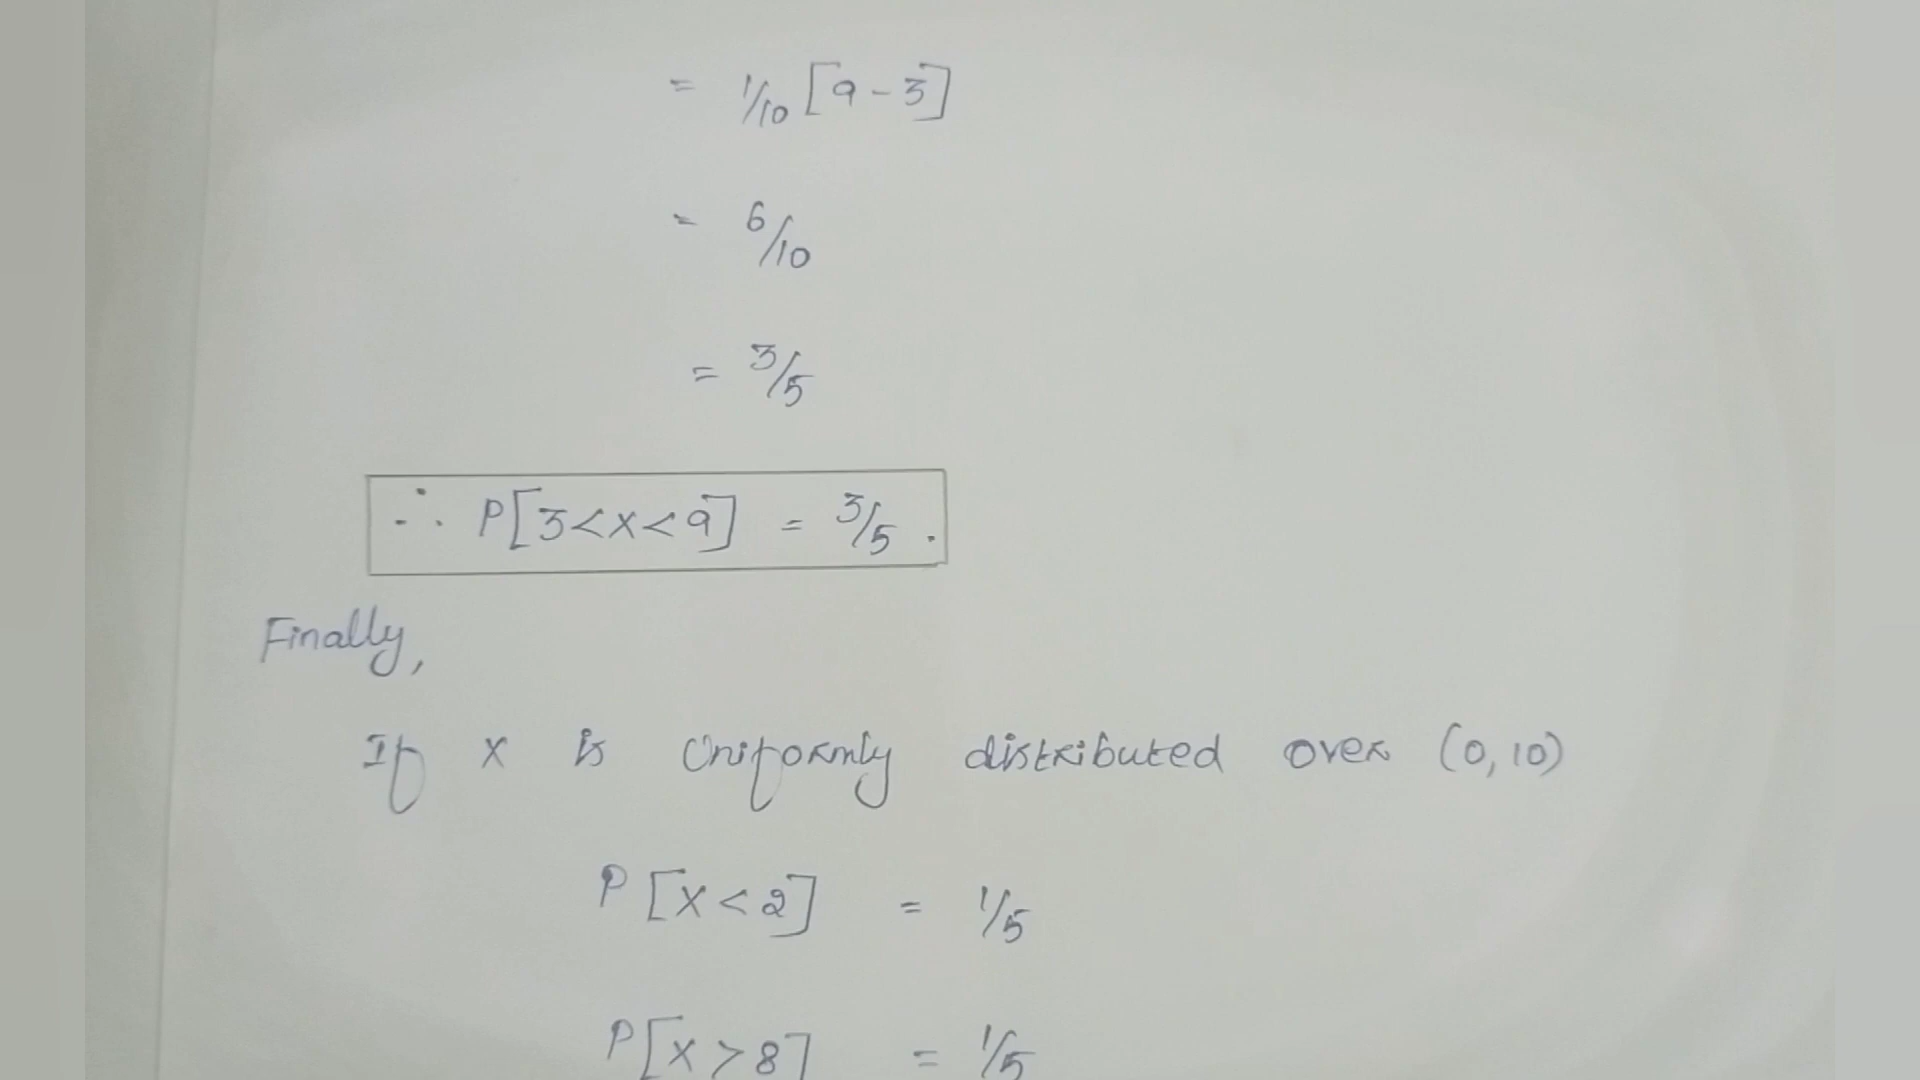 = 1/10 [9-3]
= 6/10
= 3/5
∴ P[3<x<9] = 3/5 .
Finally,
If x is Uniformly distributed over (0,10)
P[x<2] = 1/5
P[x>8] = 1/5